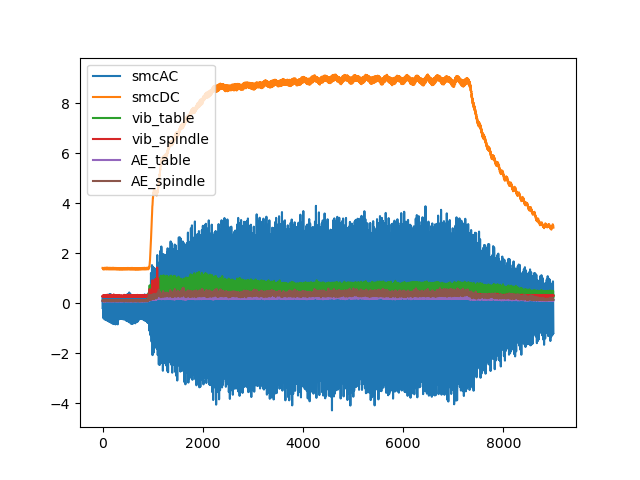 smcAC
smcDC
vib_table
vib_spindle
AE_table
AE_spindle
8
6
4
2
0
−2
−4
0 2000 4000 6000 8000